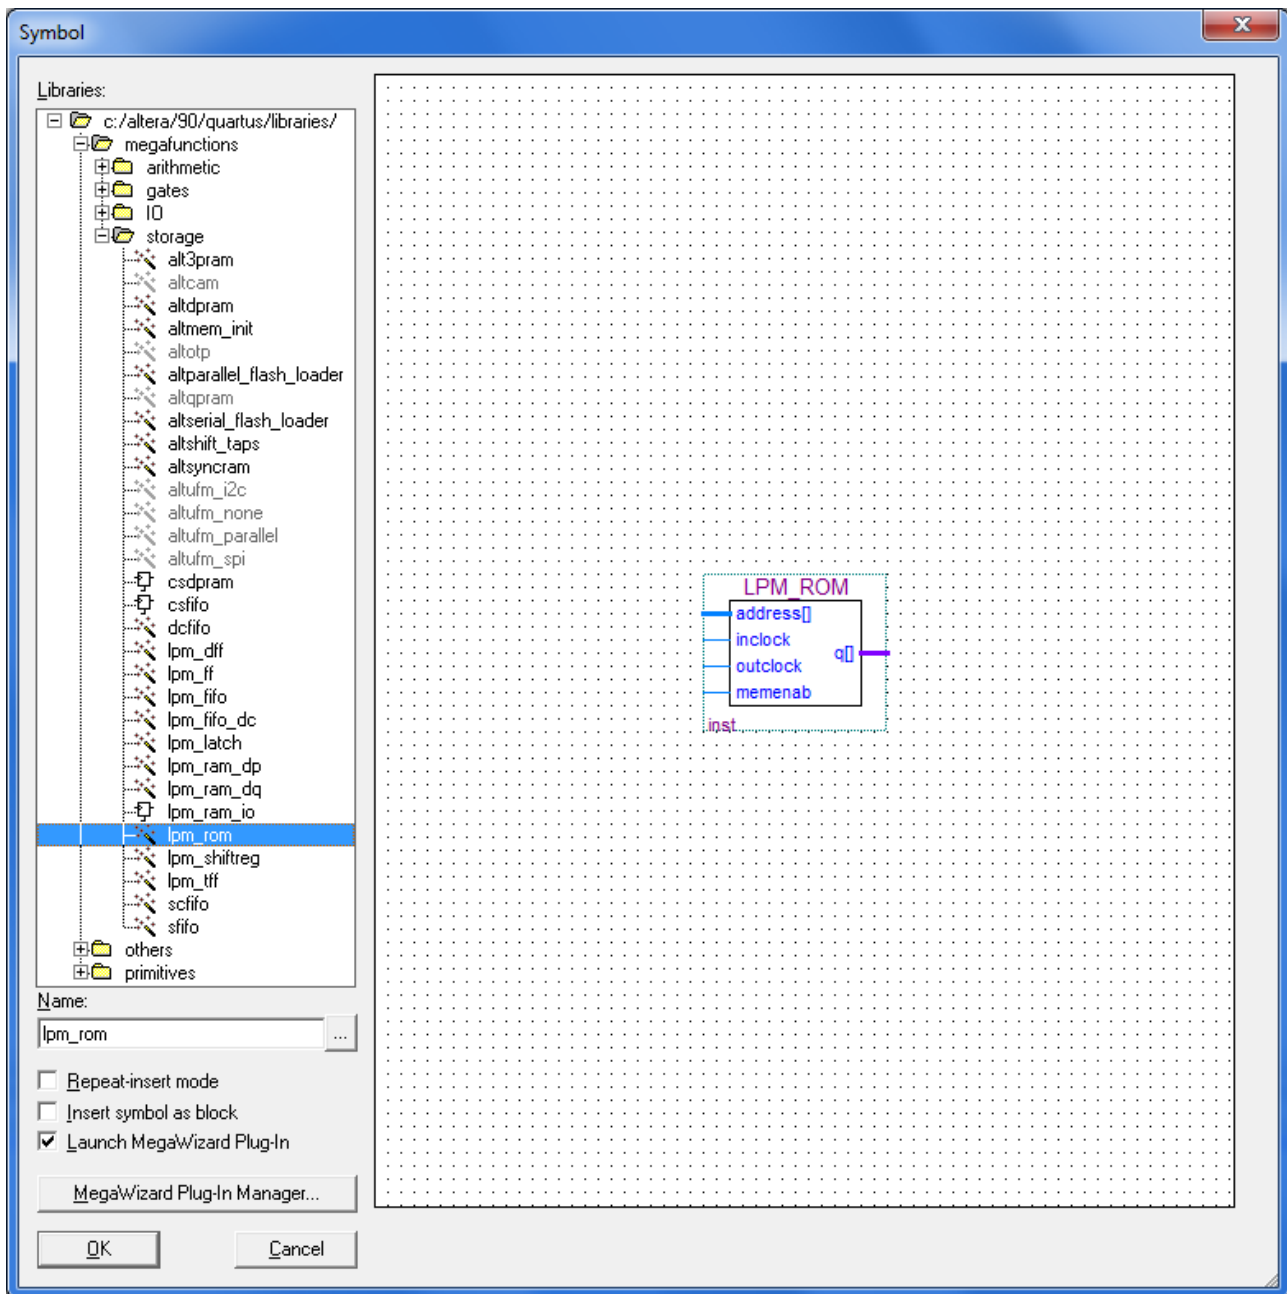 Symbol
Libraries:
c:/altera/90/quartus/libraries/
megafunctions
arithmetic
gates
IO
storage
alt3pram
altcam
altdpram
altmem_init
altotp
altparallel_flash_loader
altqpram
altserial_flash_loader
altshift_taps
altsyncram
altufm_i2c
altufm_none
altufm_parallel
altufm_spi
csdpram
csfifo
dcfifo
lpm_dff
lpm_ff
lpm_fifo
lpm_fifo_dc
lpm_latch
lpm_ram_dp
lpm_ram_dq
lpm_ram_io
lpm_rom
lpm_shiftreg
lpm_tff
scfifo
sfifo
others
primitives
Name:
lpm_rom
...
Repeat-insert mode
Insert symbol as block
Launch MegaWizard Plug-In
MegaWizard Plug-In Manager...
OK
Cancel
LPM_ROM
address[]
inclock
outclock
memenab
q[]
inst